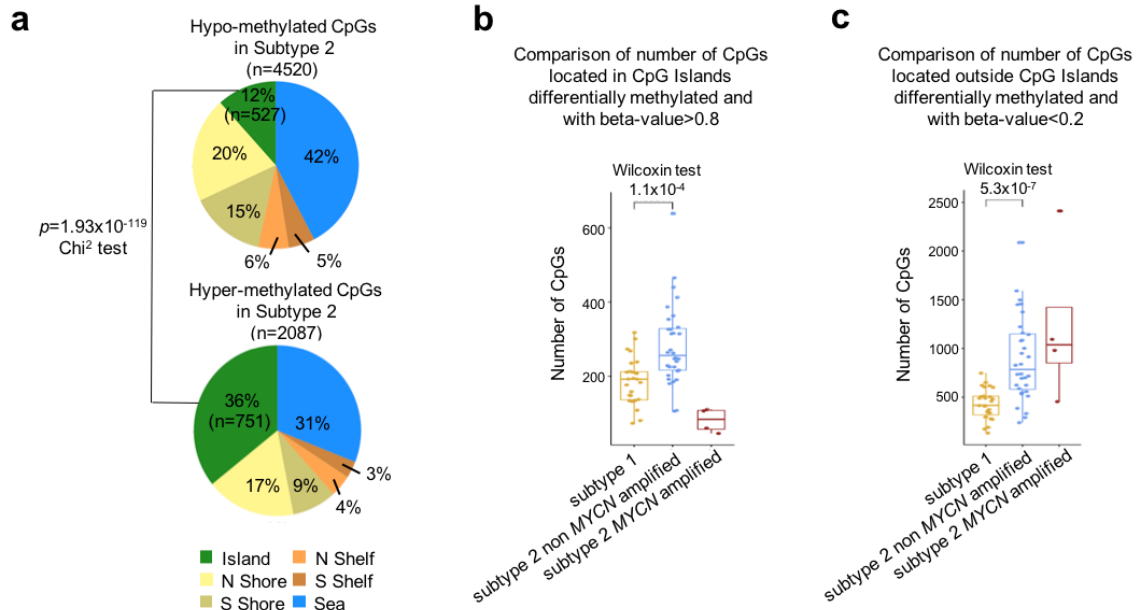 a
Hypo-methylated CpGs
in Subtype 2
(n=4520)
12%
(n=527)
20%
42%
15%
6%
5%
p=1.93x10-119
Chi2 test
Hyper-methylated CpGs
in Subtype 2
(n=2087)
36%
(n=751)
31%
17%
9%
3%
4%
Island
N Shelf
N Shore
S Shelf
S Shore
Sea
b
Comparison of number of CpGs
located in CpG Islands
differentially methylated and
with beta-value>0.8
Wilcoxin test
1.1x10-4
Number of CpGs
600
400
200
subtype 1
subtype 2 non MYCN amplified
subtype 2 MYCN amplified
c
Comparison of number of CpGs
located outside CpG Islands
differentially methylated and
with beta-value<0.2
Wilcoxin test
5.3x10-7
Number of CpGs
2500
2000
1500
1000
500
subtype 1
subtype 2 non MYCN amplified
subtype 2 MYCN amplified